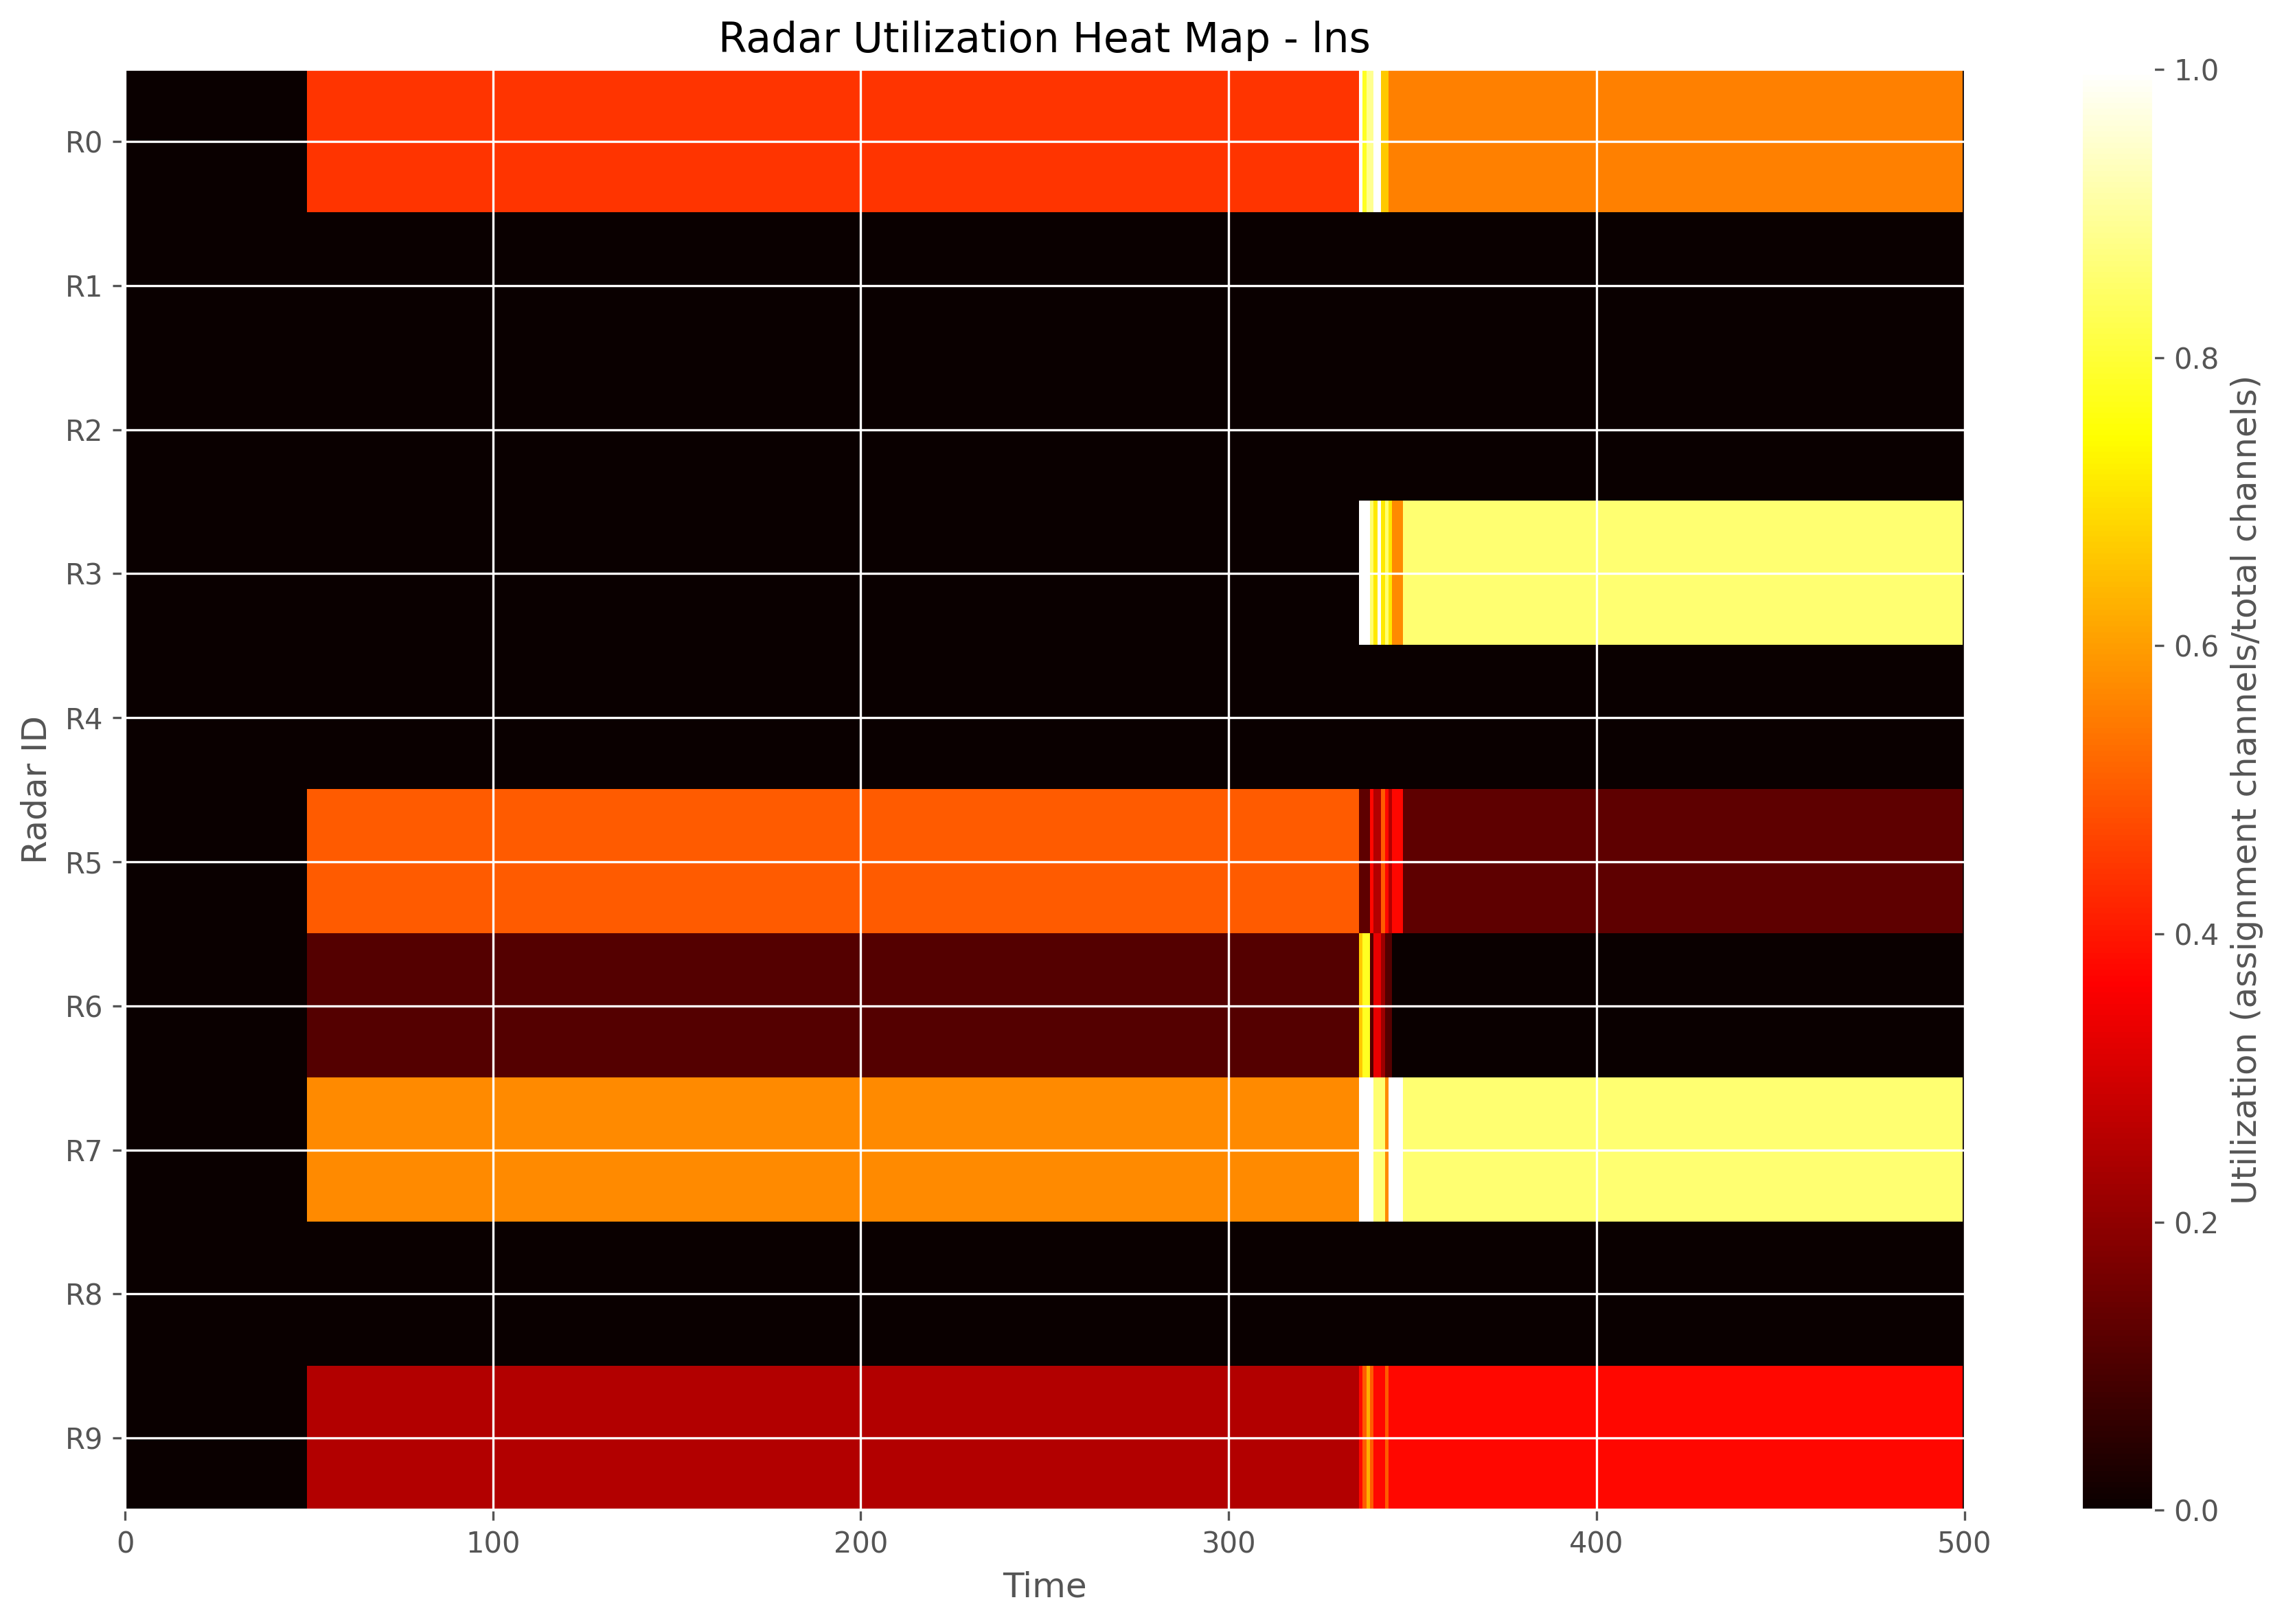 Radar Utilization Heat Map - lns
Radar ID
R0
R1
R2
R3
R4
R5
R6
R7
R8
R9
0 100 200 300 400 500
Time
1.0
0.8
0.6
0.4
0.2
0.0
Utilization (assignment channels/total channels)